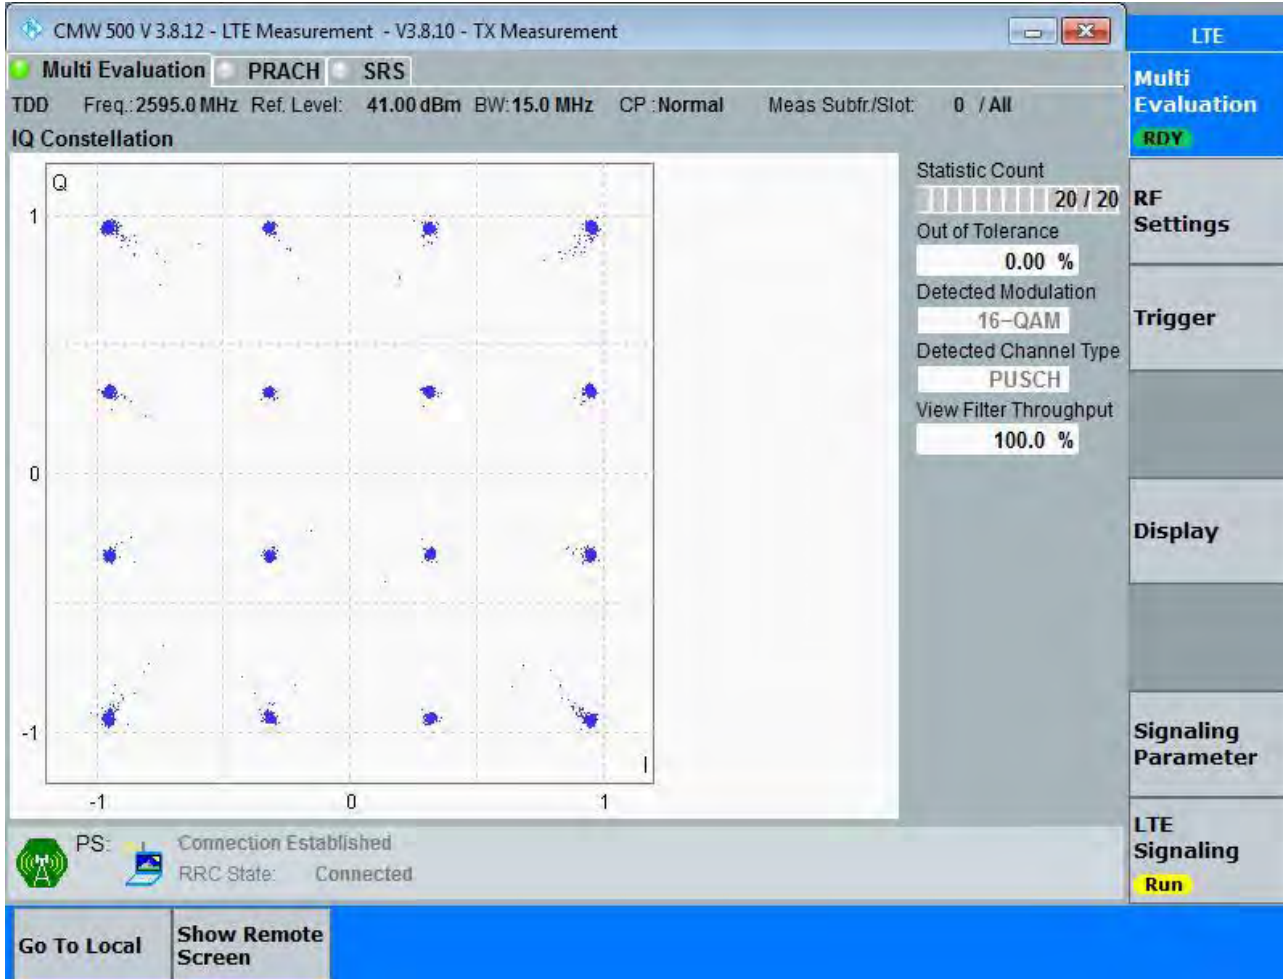 CMW 500 V 3.8.12 - LTE Measurement - V3.8.10 - TX Measurement
LTE
Multi Evaluation PRACH SRS
TDD Freq.: 2595.0 MHz Ref. Level: 41.00 dBm BW: 15.0 MHz CP : Normal Meas Subfr./Slot: 0 / All
IQ Constellation
Multi
Evaluation
RDY
Q
1
0
-1
-1 0 1
I
Statistic Count
20 / 20
Out of Tolerance
0.00 %
Detected Modulation
16-QAM
Detected Channel Type
PUSCH
View Filter Throughput
100.0 %
RF
Settings
Trigger
Display
Signaling
Parameter
LTE
Signaling
Run
PS: Connection Established
RRC State: Connected
Go To Local
Show Remote
Screen